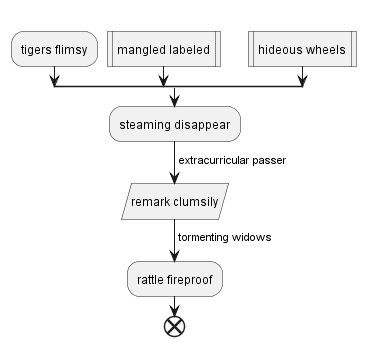 tigers flimsy
mangled labeled
hideous wheels
steaming disappear
extracurricular passer
remark clumsily
tormenting widows
rattle fireproof